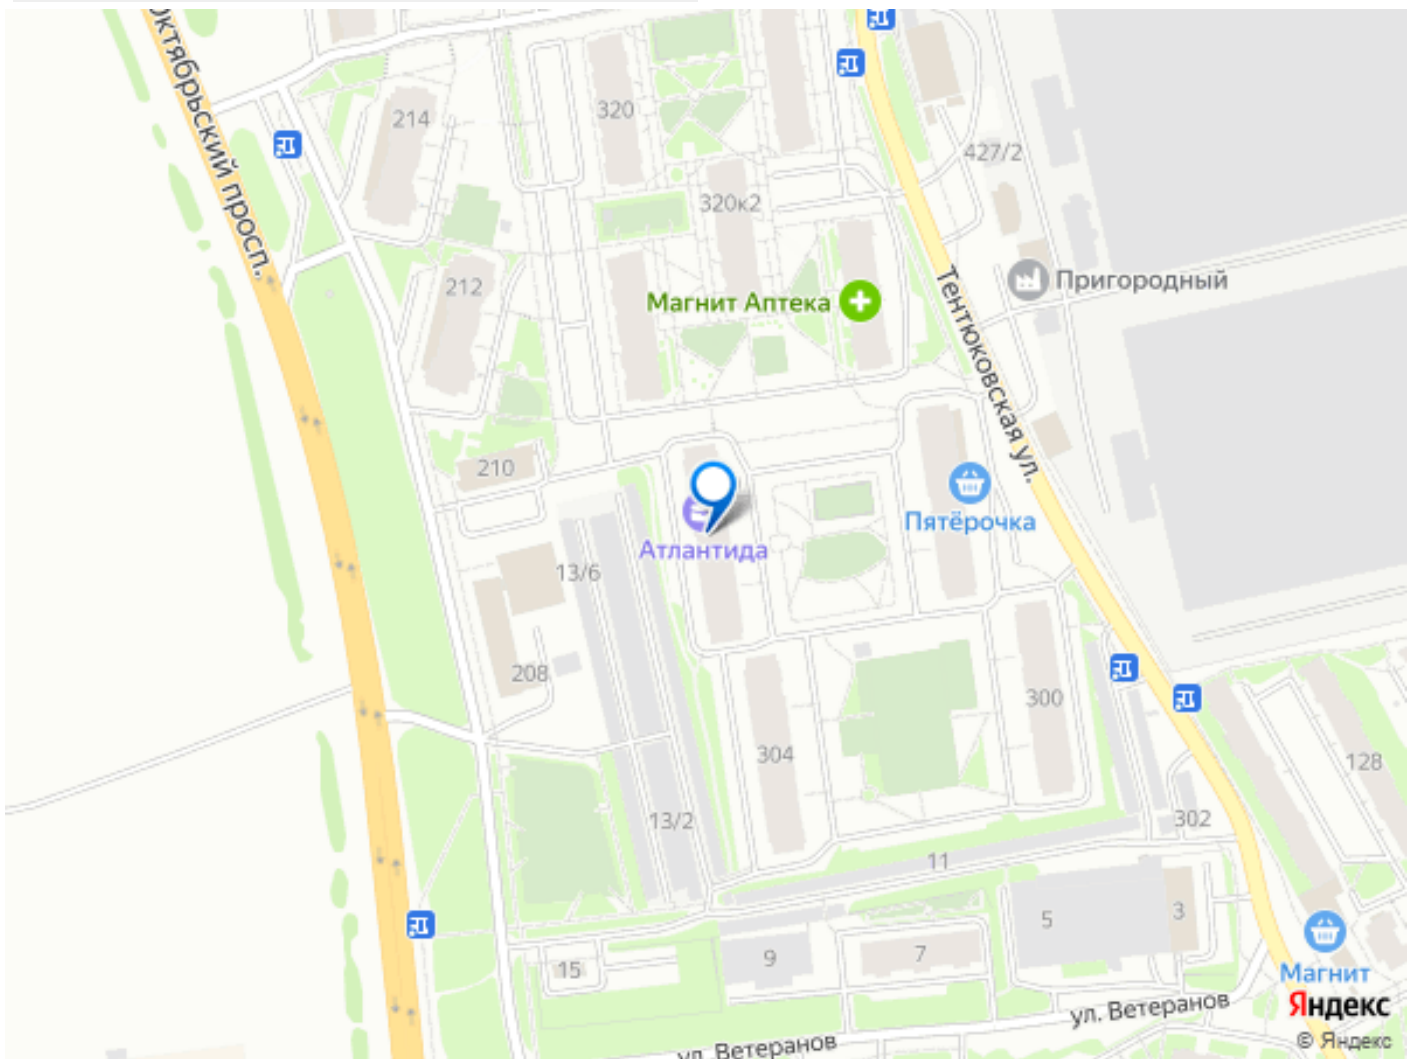 Октябрьский просп.
214
320
427/2
320к2
Пригородный
212
Магнит Аптека
Тентюковская ул.
210
Пятёрочка
Атлантида
13/6
208
300
304
128
13/2
302
11
3
5
7
9
15
Магнит
ул. Ветеранов
ул. Ветеранов
Яндекс
© Яндекс